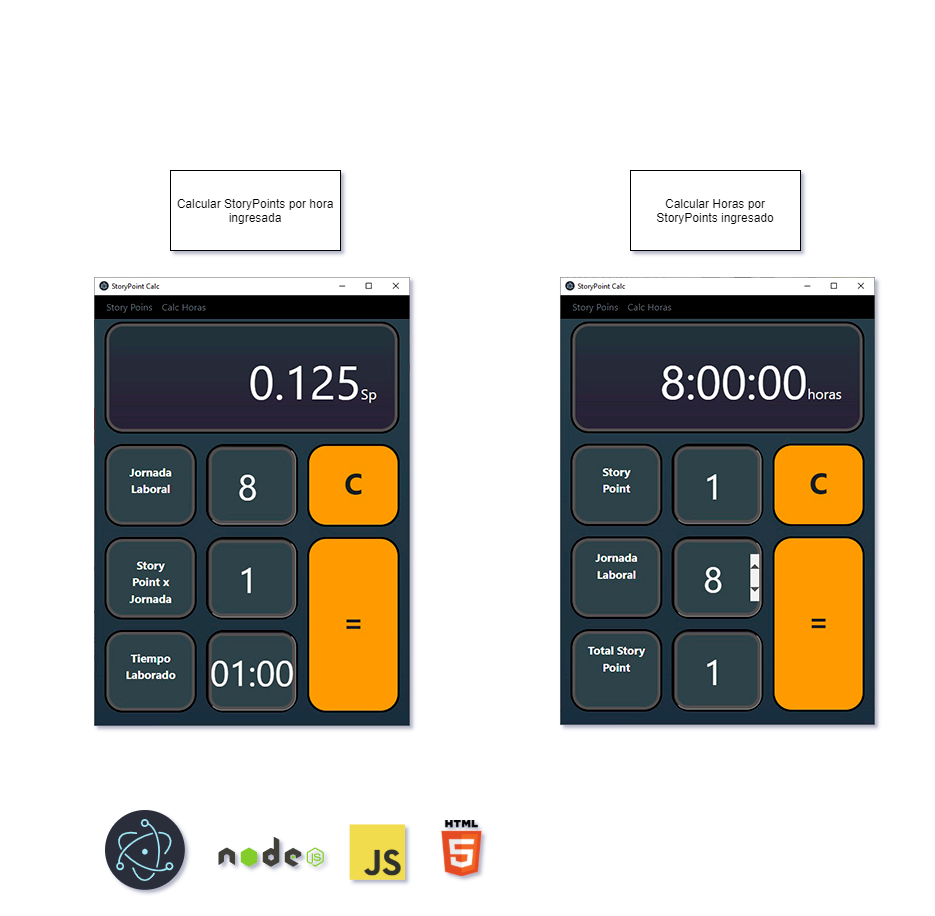 Calcular StoryPoints por hora
ingresada
Calcular Horas por
StoryPoints ingresado
StoryPoint Calc
Story Poins Calc Horas
0.125Sp
Jornada
Laboral
8
C
Story
Point x
Jornada
1
=
Tiempo
Laborado
01:00
StoryPoint Calc
Story Poins Calc Horas
8:00:00horas
Story
Point
1
C
Jornada
Laboral
8
=
Total Story
Point
1
node JS
JS
HTML
5